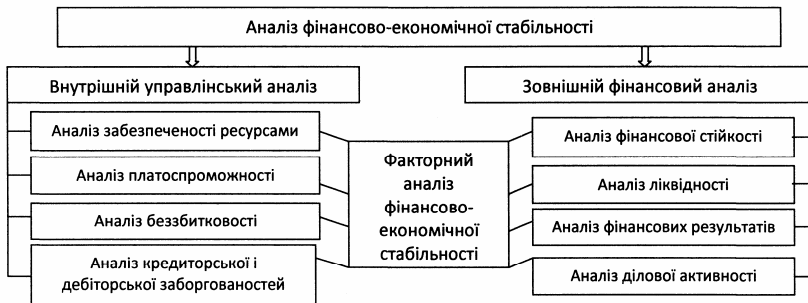 Аналіз фінансово-економічної стабільності
Внутрішній управлінський аналіз
Зовнішній фінансовий аналіз
Аналіз забезпеченості ресурсами
Аналіз платоспроможності
Аналіз беззбитковості
Аналіз кредиторської і
дебіторської заборгованостей
Факторний
аналіз
фінансово-
економічної
стабільності
Аналіз фінансової стійкості
Аналіз ліквідності
Аналіз фінансових результатів
Аналіз ділової активності